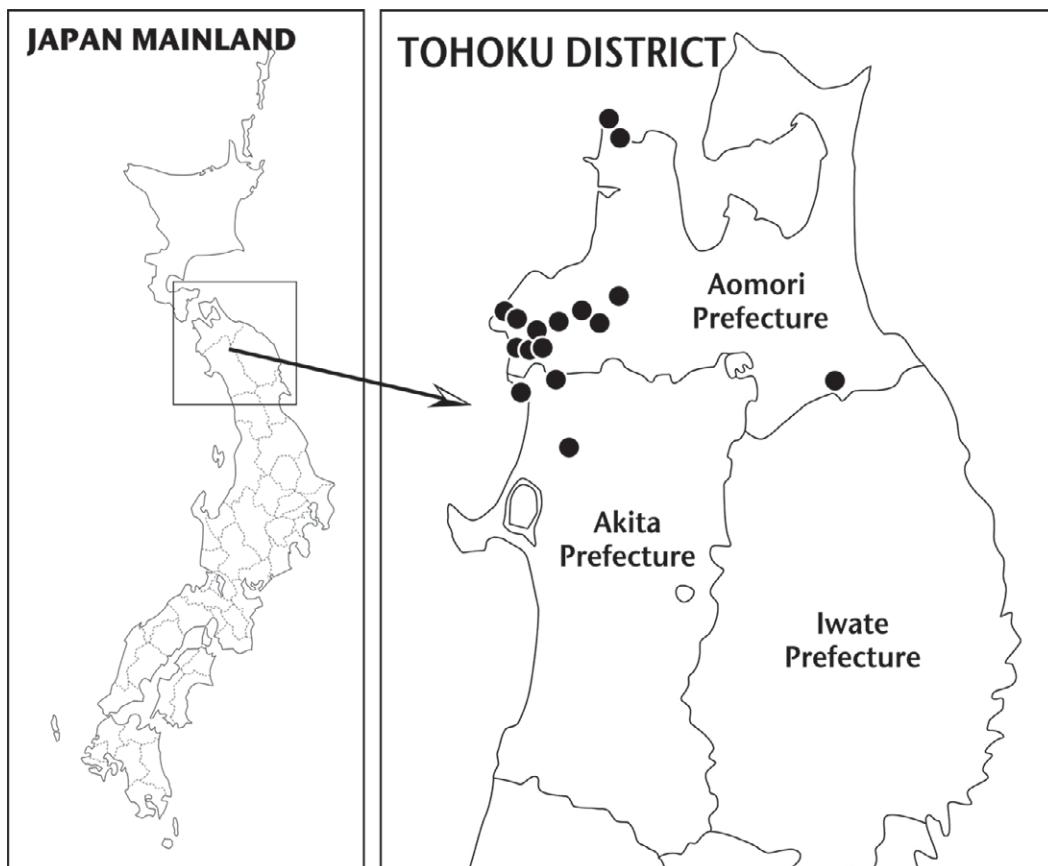 JAPAN MAINLAND
TOHOKU DISTRICT
Aomori
Prefecture
Akita
Prefecture
Iwate
Prefecture